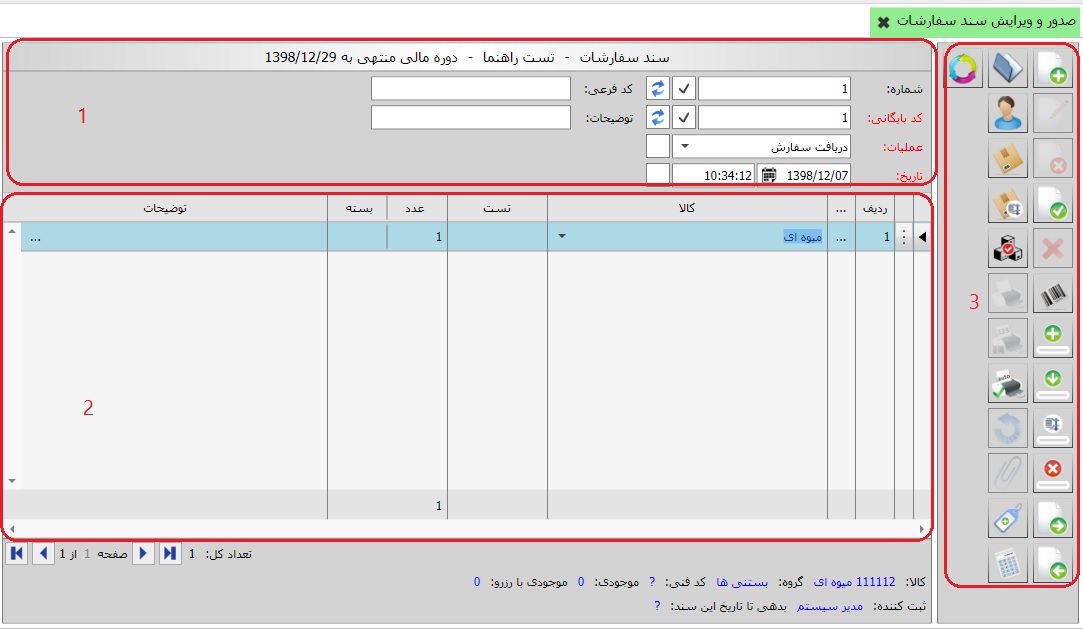 صدور و ویرایش سند سفارشات
سند سفارشات - تست راهنما - دوره مالی منتهی به 1398/12/29
شماره: 1 کد فرعی:
کد بایگانی: 1 توضیحات:
عملیات: دریافت سفارش
تاریخ: 1398/12/07 10:34:12
1
ردیف ... کالا تست عدد بسته توضیحات
1 ... میوه ای 1 ...
2
3
1
تعداد کل: 1 صفحه 1 از 1
کالا: 111112 میوه ای گروه: بستنی ها کد فنی: ? موجودی: 0 موجودی با رزرو: 0
ثبت کننده: مدیر سیستم بدهی تا تاریخ این سند: ?